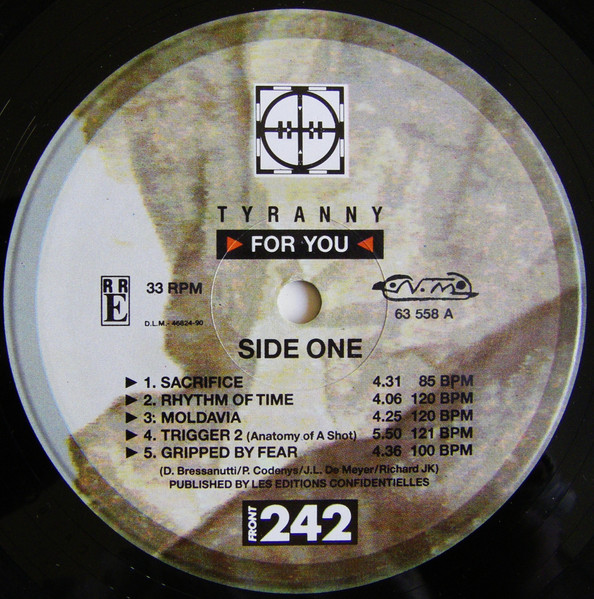 TYRANNY
FOR YOU
RRE
33 RPM
D.L.M.- 46824-90
N.M.
63 558 A
SIDE ONE
1. SACRIFICE 4.31 85 BPM
2. RHYTHM OF TIME 4.06 120 BPM
3. MOLDAVIA 4.25 120 BPM
4. TRIGGER 2 (Anatomy of A Shot) 5.50 121 BPM
5. GRIPPED BY FEAR 4.36 100 BPM
(D. Bressanutti/P. Codenys/J.L. De Meyer/Richard JK)
PUBLISHED BY LES EDITIONS CONFIDENTIELLES
FRONT 242